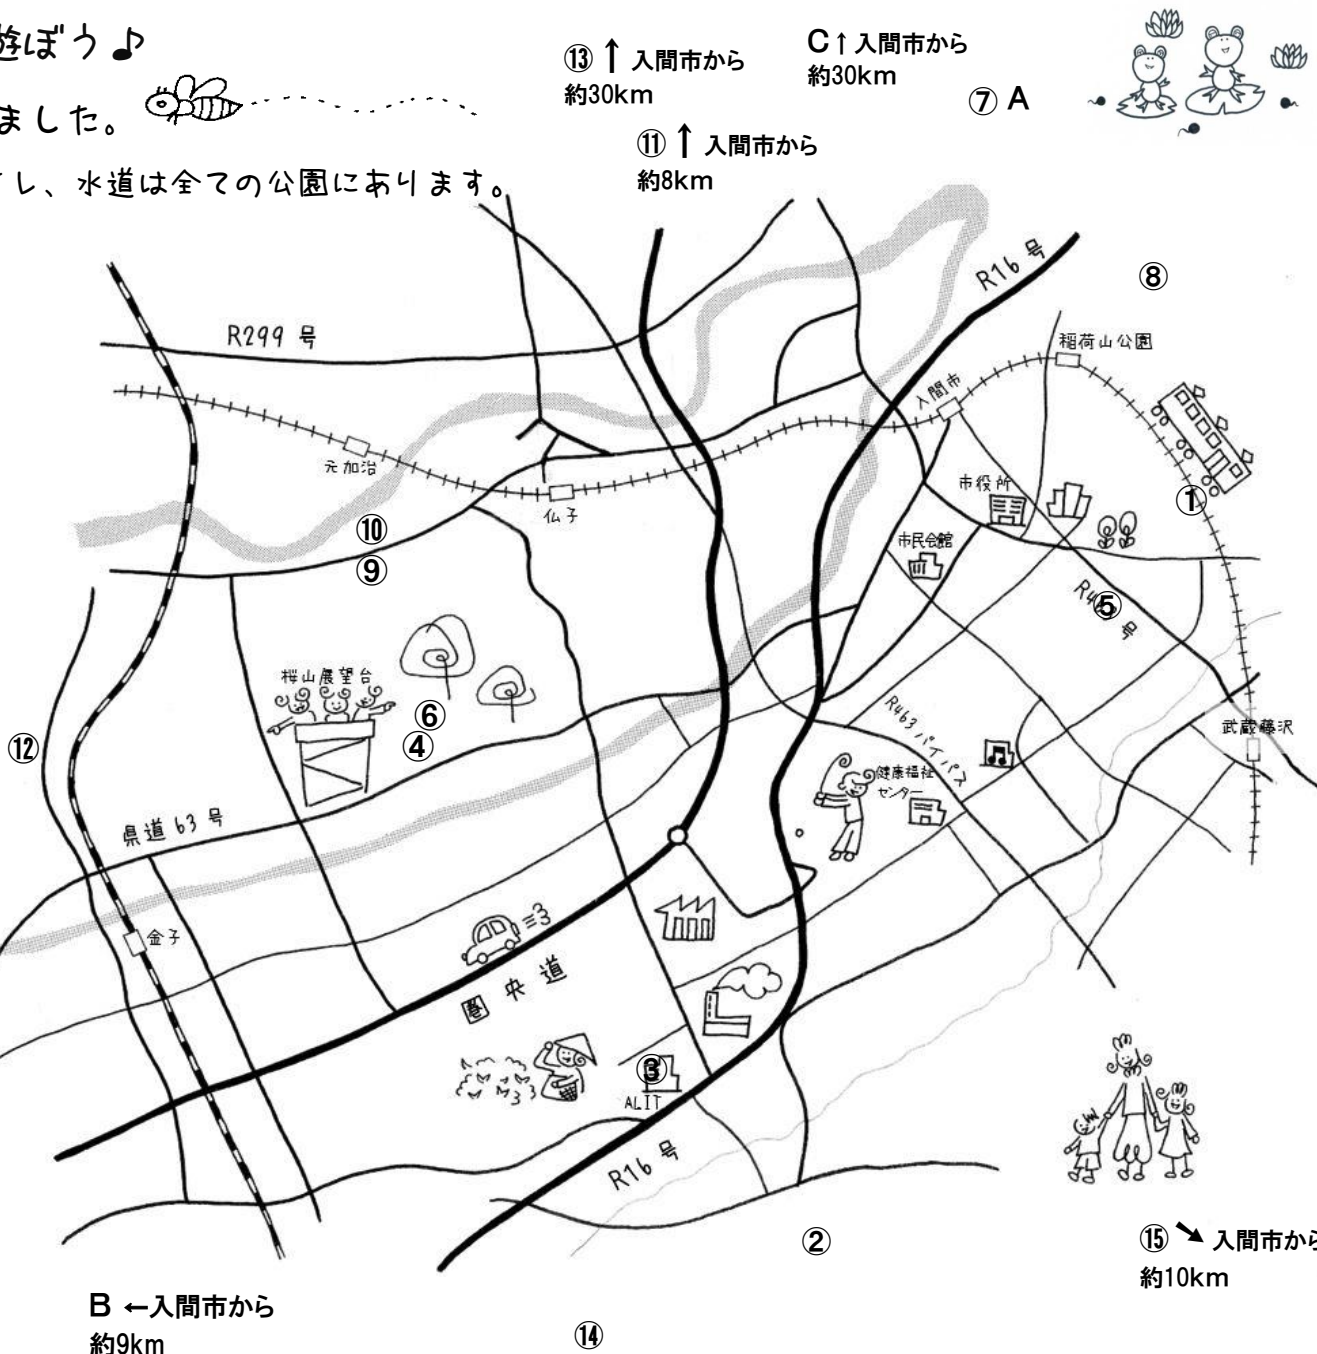 遊ぼう♪
ました。
レ、水道は全ての公園にあります。
⑬ ↑ 入間市から
約30km
C↑入間市から
約30km
⑦ A
⑪ ↑ 入間市から
約8km
R16号
⑧
R299号
稲荷山公園
入間市
元加治
仏子
市役所
①
⑩
市民会館
⑨
⑤
号
桜山展望台
⑥
④
⑫
R463バイパス
武蔵藤沢
健康福祉
センター
県道63号
金子
圏央道
③
ALIT
R16号
②
⑮ ➘ 入間市から
約10km
B ←入間市から
約9km
⑭